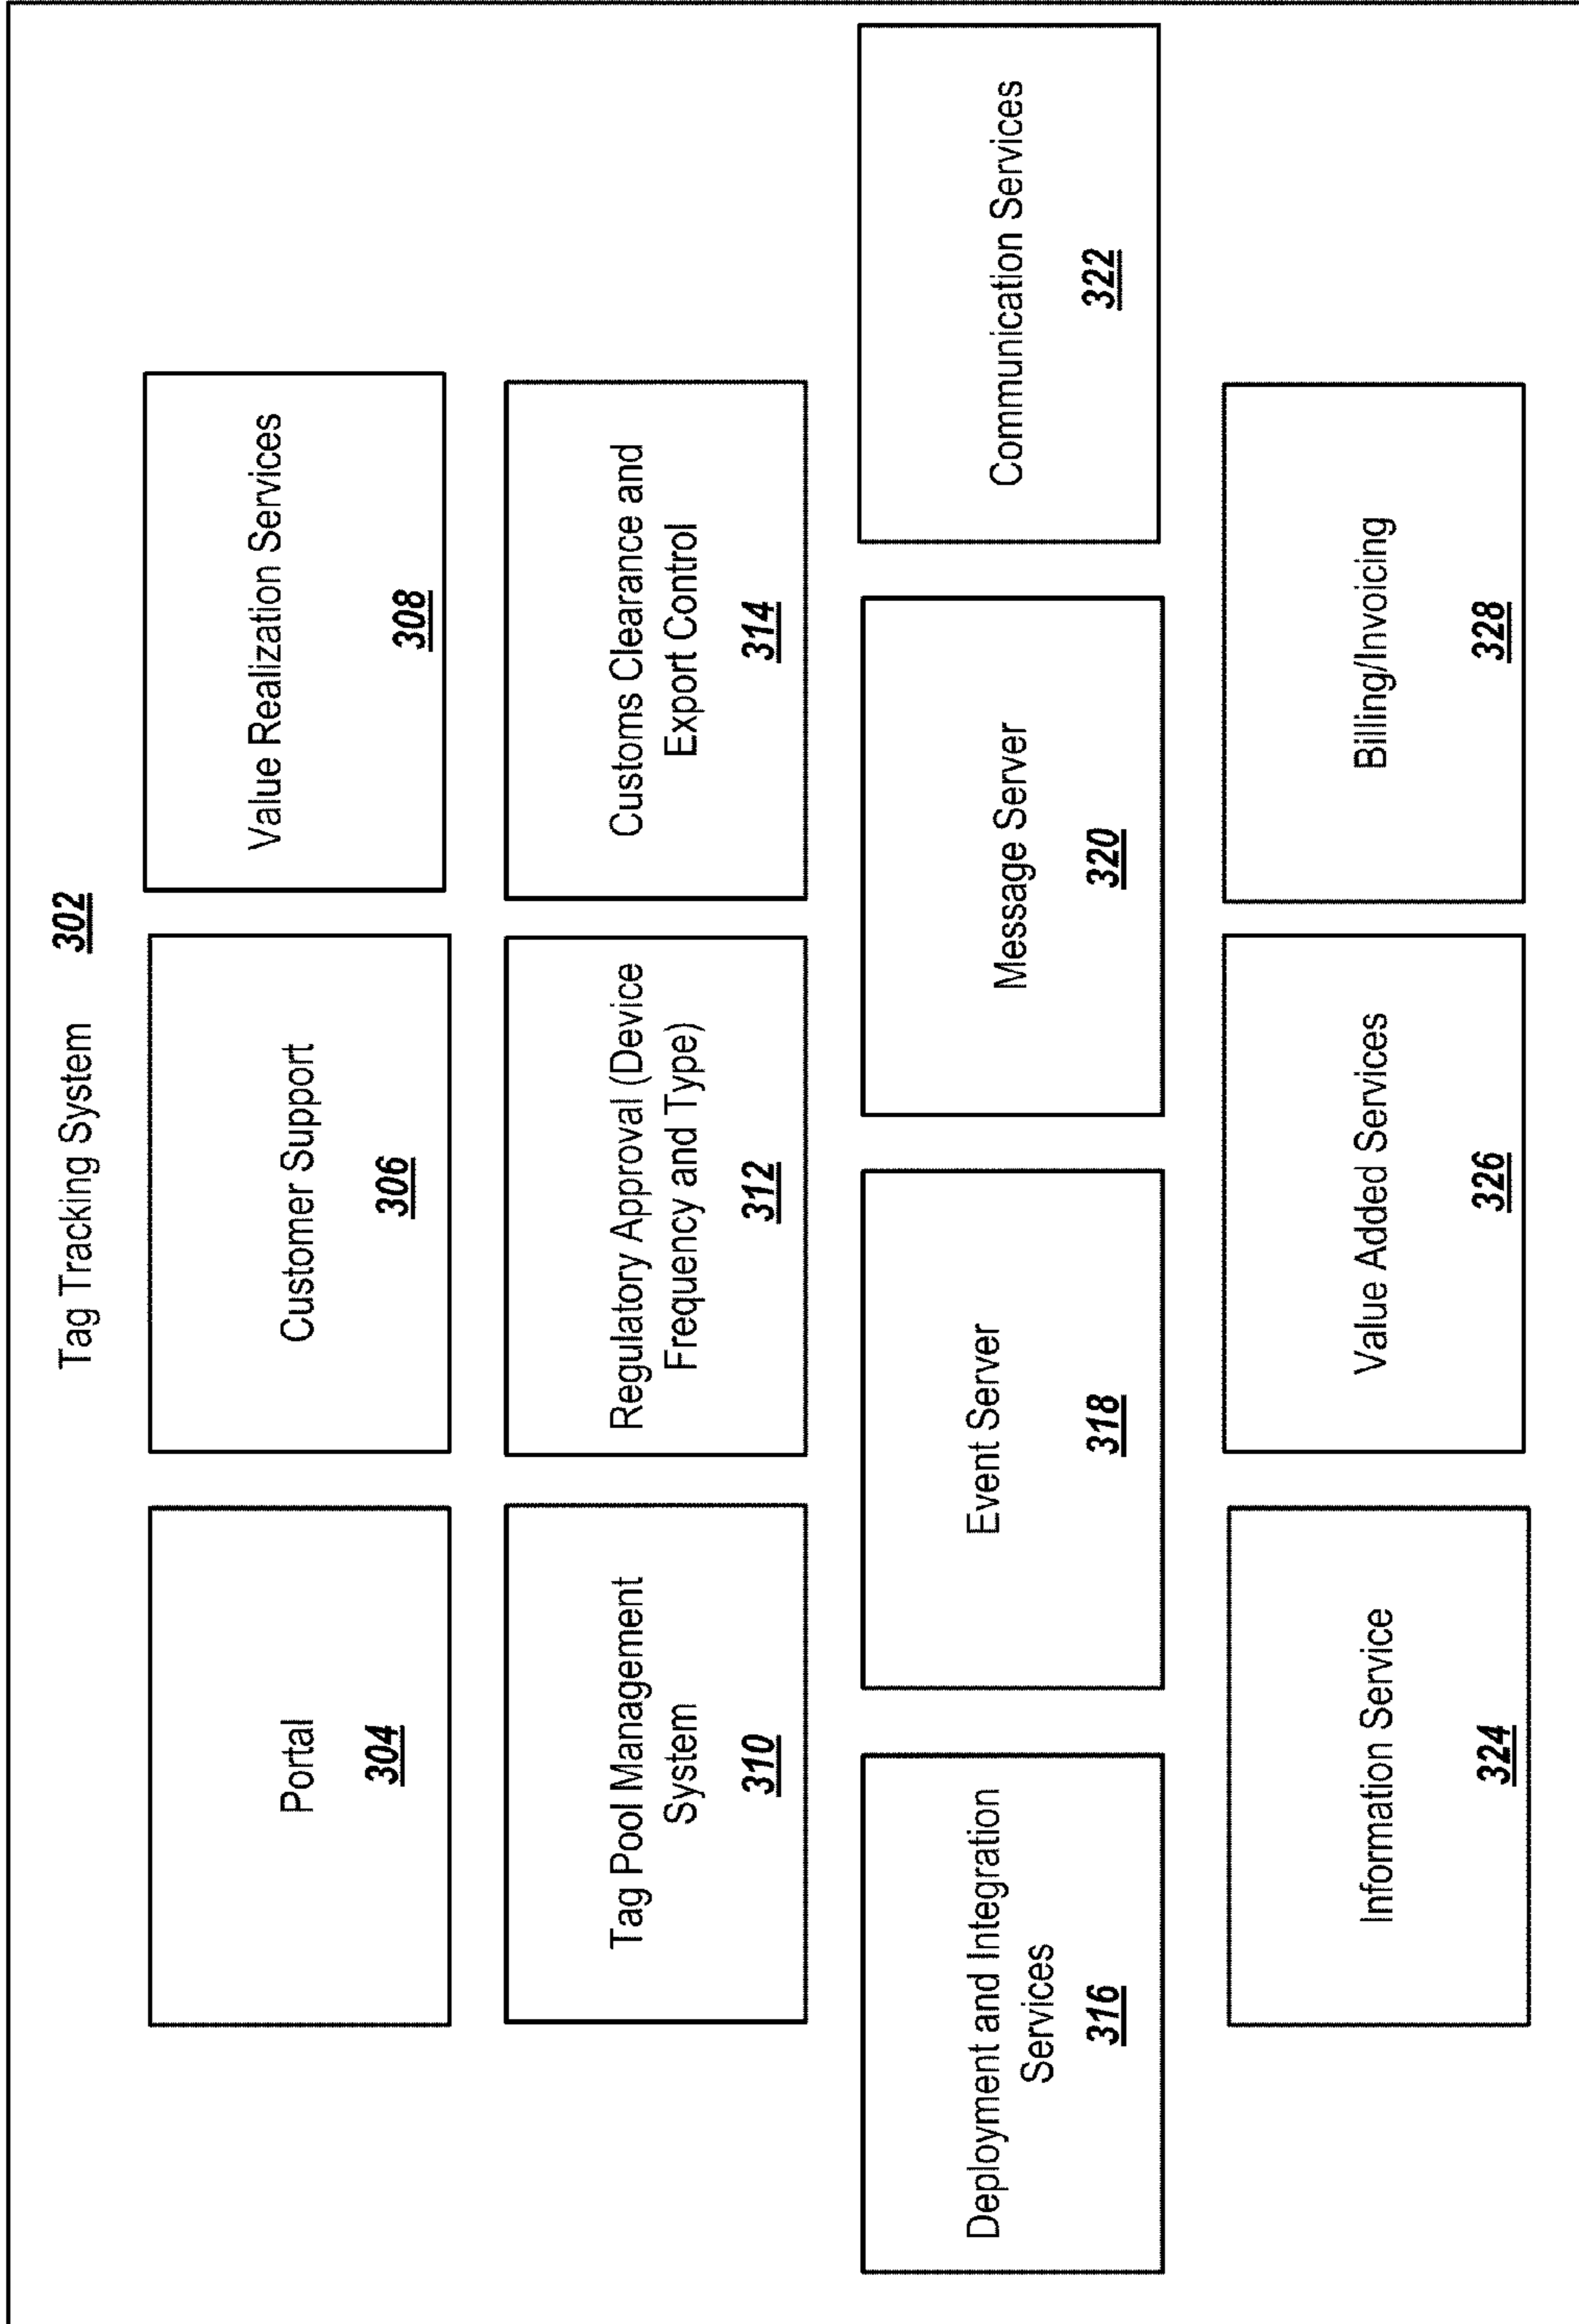 Tag Tracking System 302
Portal
304
Customer Support
306
Value Realization Services
308
Tag Pool Management
System
310
Regulatory Approval (Device
Frequency and Type)
312
Customs Clearance and
Export Control
314
Deployment and Integration
Services
316
Event Server
318
Message Server
320
Communication Services
322
Information Service
324
Value Added Services
326
Billing/Invoicing
328